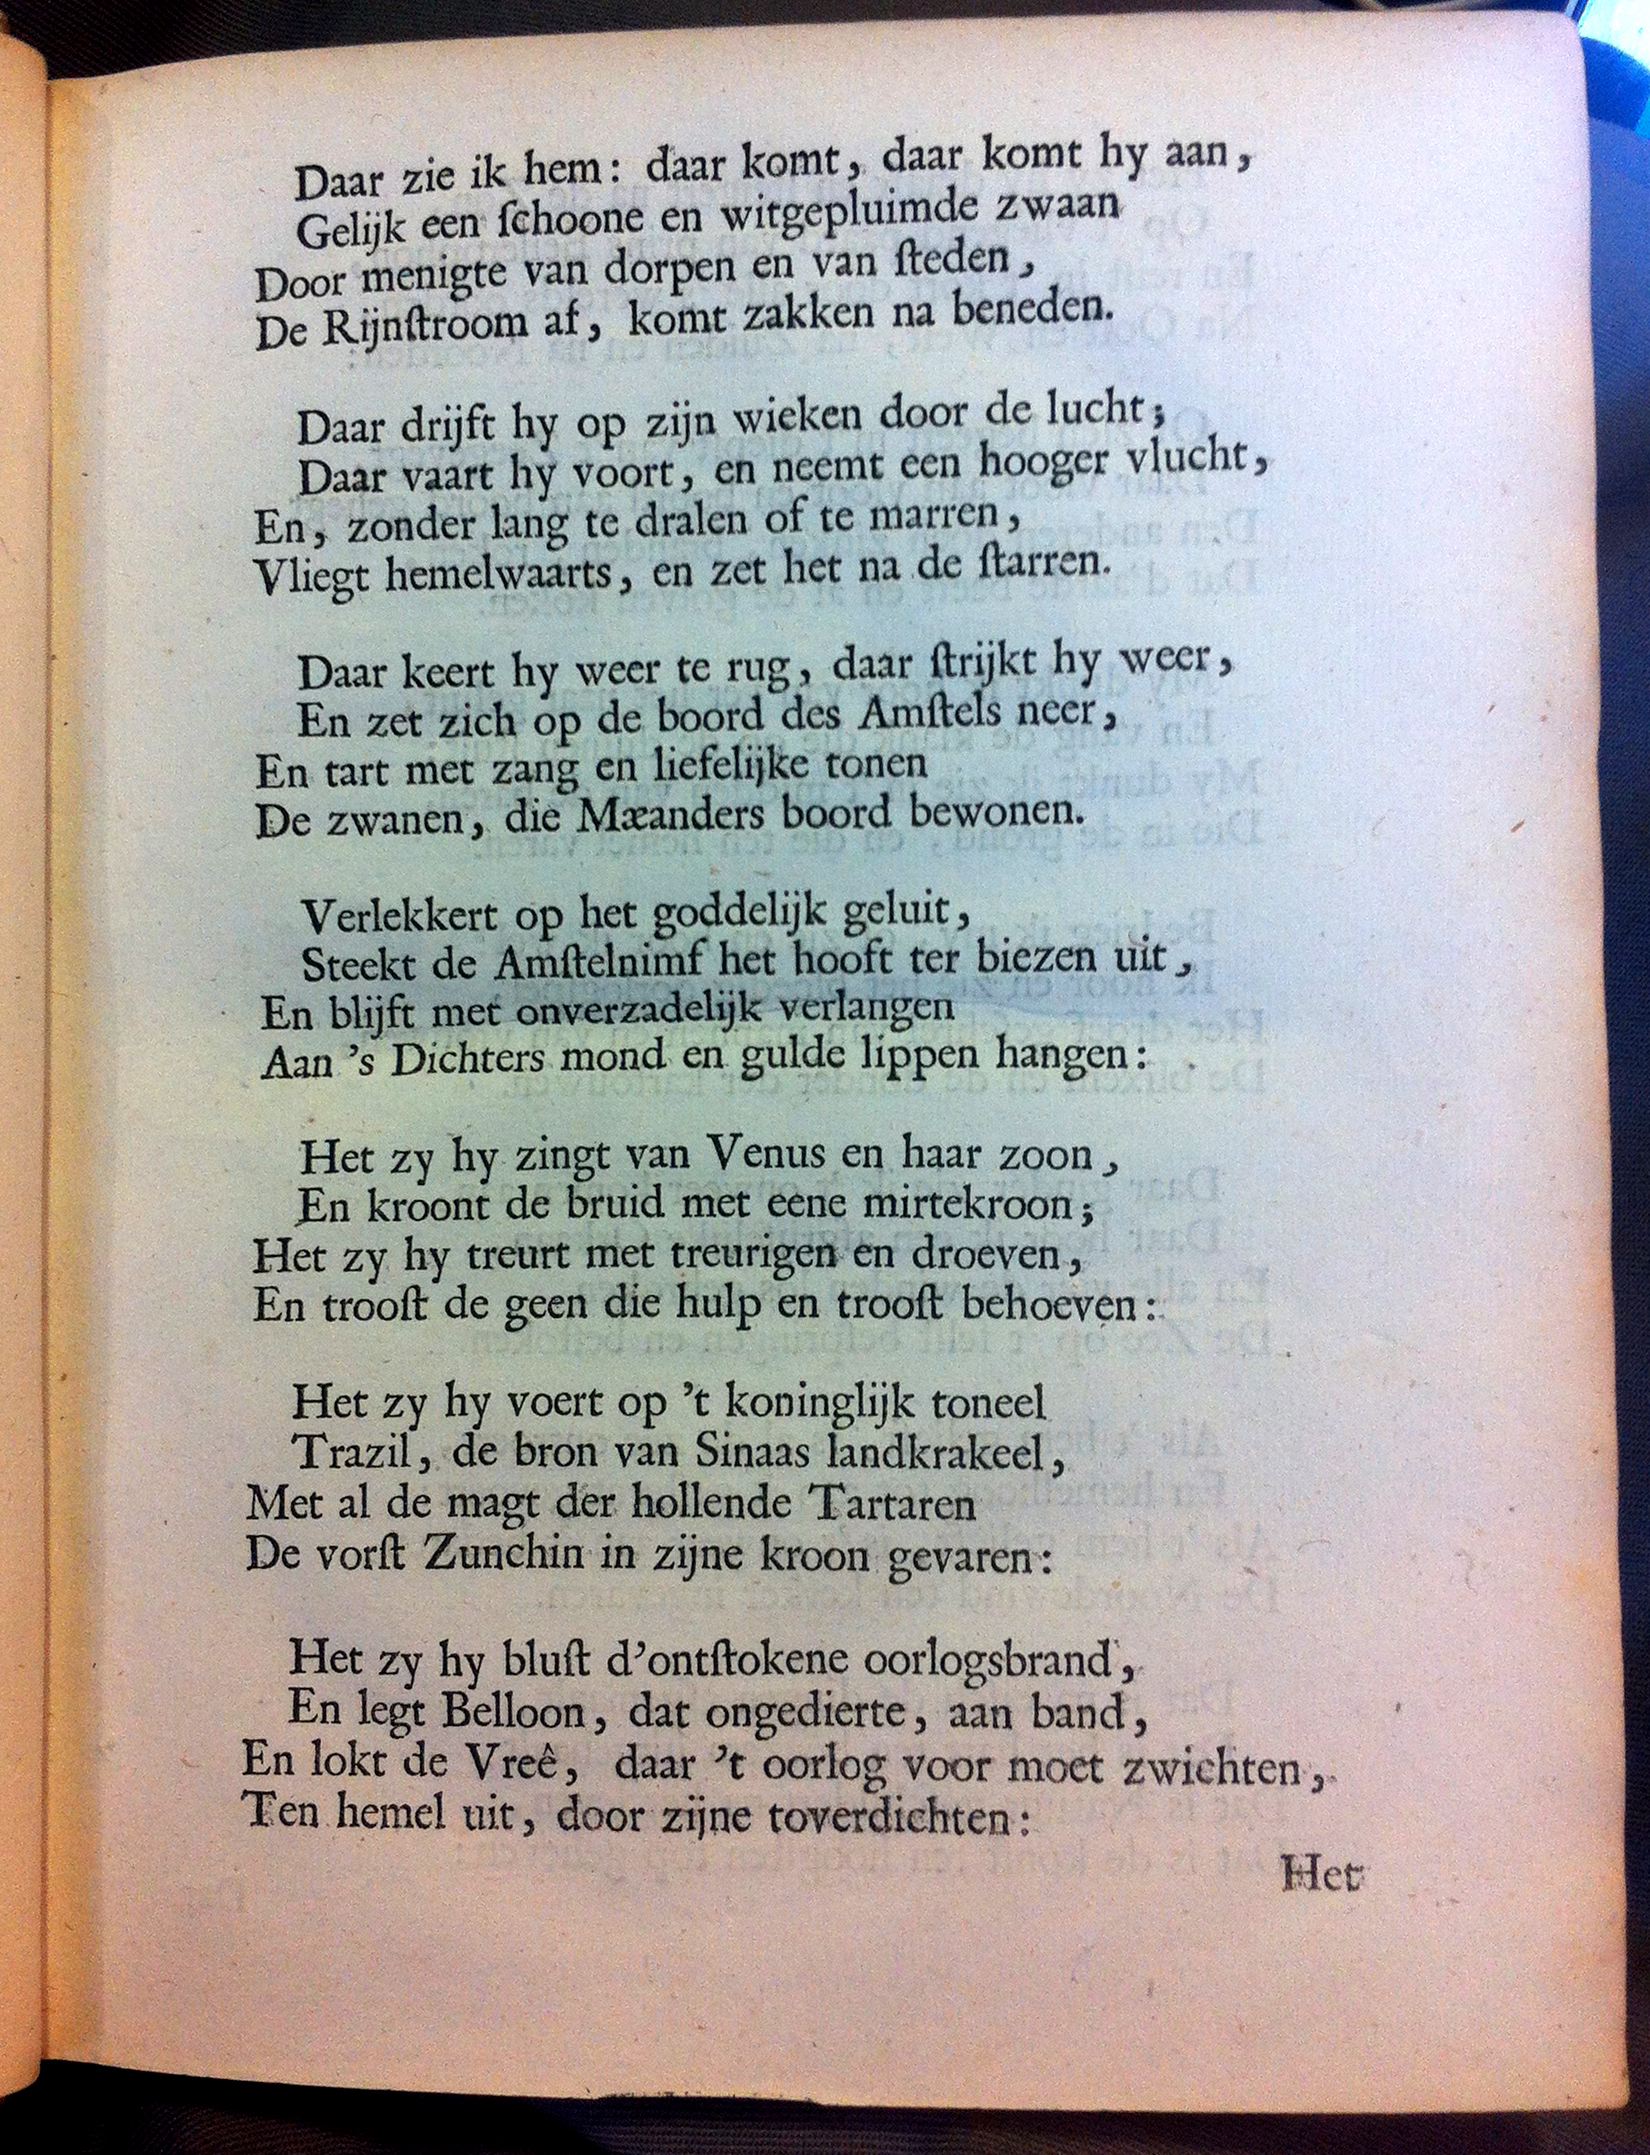 Daar zie ik hem: daar komt, daar komt hy aan,
Gelijk een ſchoone en witgepluimde zwaan
Door menigte van dorpen en van ſteden,
De Rijnſtroom af, komt zakken na beneden.
Daar drijft hy op zijn wieken door de lucht;
Daar vaart hy voort, en neemt een hooger vlucht,
En, zonder lang te dralen of te marren,
Vliegt hemelwaarts, en zet het na de ſtarren.
Daar keert hy weer te rug, daar ſtrijkt hy weer,
En zet zich op de boord des Amſtels neer,
En tart met zang en liefelijke tonen
De zwanen, die Mæanders boord bewonen.
Verlekkert op het goddelijk geluit,
Steekt de Amſtelnimf het hooft ter biezen uit,
En blijft met onverzadelijk verlangen
Aan 's Dichters mond en gulde lippen hangen:
Het zy hy zingt van Venus en haar zoon,
En kroont de bruid met eene mirtekroon;
Het zy hy treurt met treurigen en droeven,
En trooſt de geen die hulp en trooſt behoeven:
Het zy hy voert op 't koninglijk toneel
Trazil, de bron van Sinaas landkrakeel,
Met al de magt der hollende Tartaren
De vorſt Zunchin in zijne kroon gevaren:
Het zy hy bluſt d'ontſtokene oorlogsbrand,
En legt Belloon, dat ongedierte, aan band,
En lokt de Vreê, daar 't oorlog voor moet zwichten,
Ten hemel uit, door zijne toverdichten:
Het